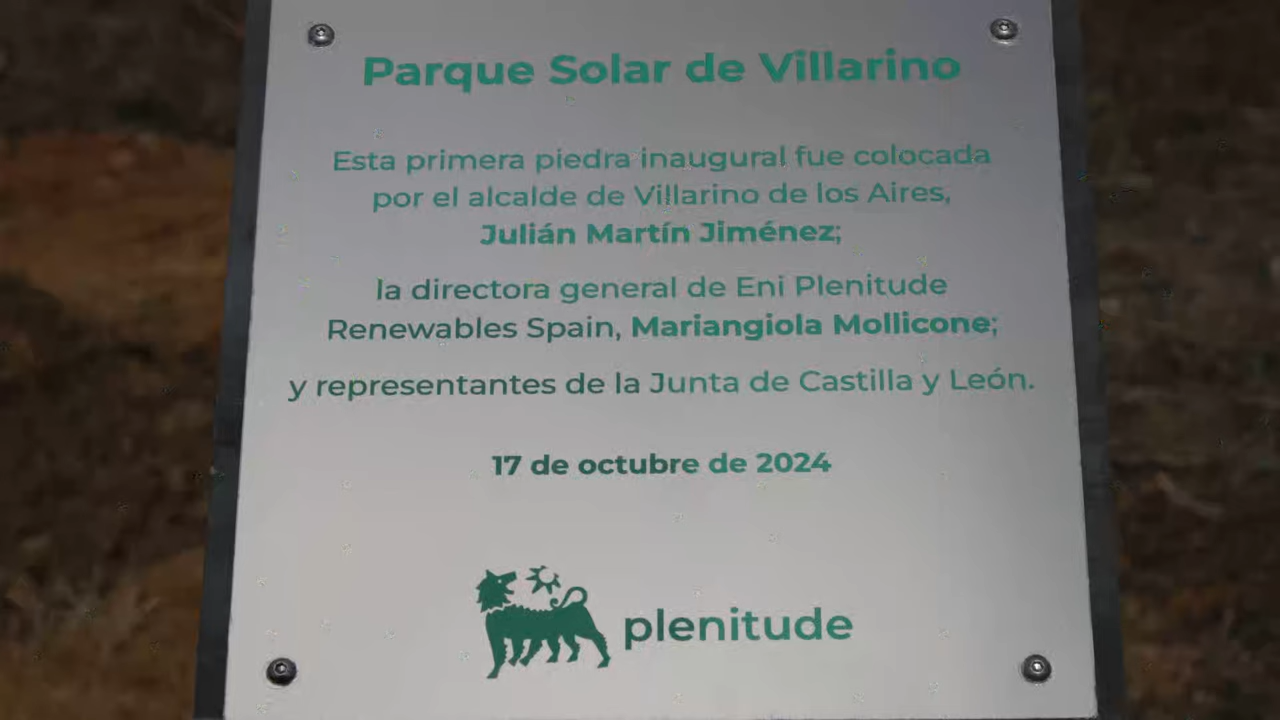 Parque Solar de Villarino
Esta primera piedra inaugural fue colocada
por el alcalde de Villarino de los Aires,
Julián Martín Jiménez;
la directora general de Eni Plenitude
Renewables Spain, Mariangiola Mollicone;
y representantes de la Junta de Castilla y León.
17 de octubre de 2024
plenitude